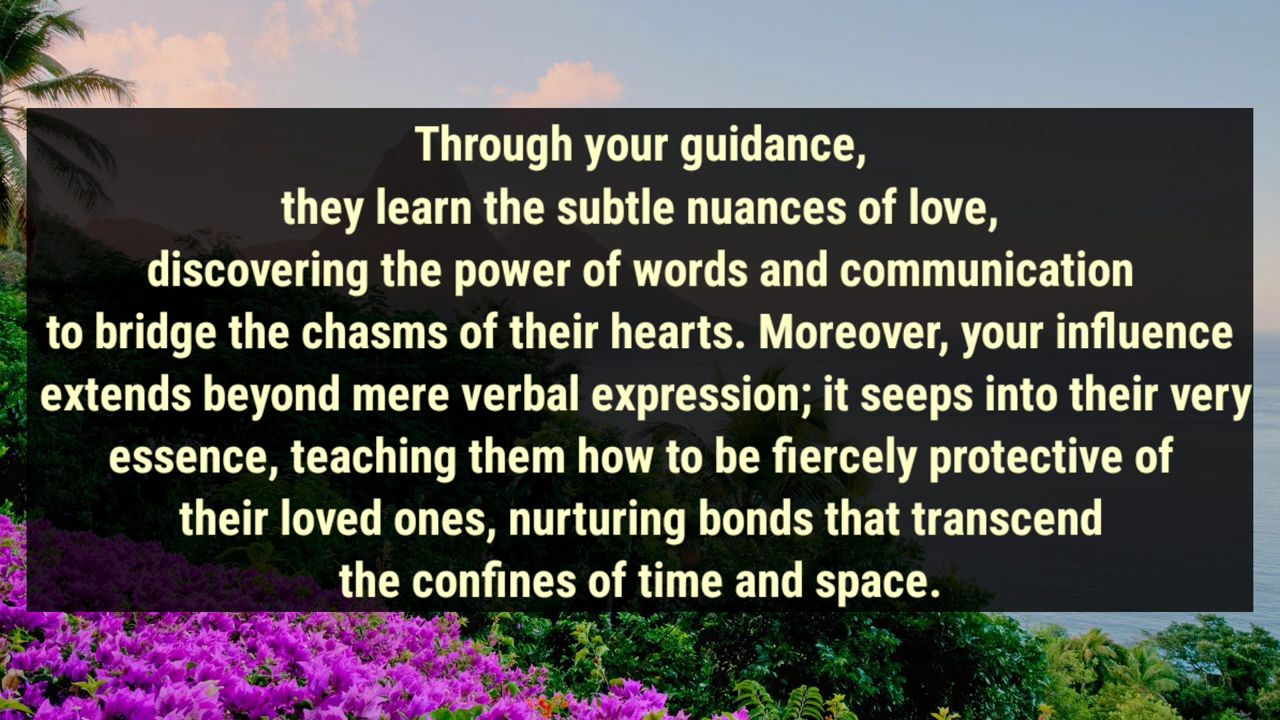 Through your guidance,
they learn the subtle nuances of love,
discovering the power of words and communication
to bridge the chasms of their hearts. Moreover, your influence
extends beyond mere verbal expression; it seeps into their very
essence, teaching them how to be fiercely protective of
their loved ones, nurturing bonds that transcend
the confines of time and space.